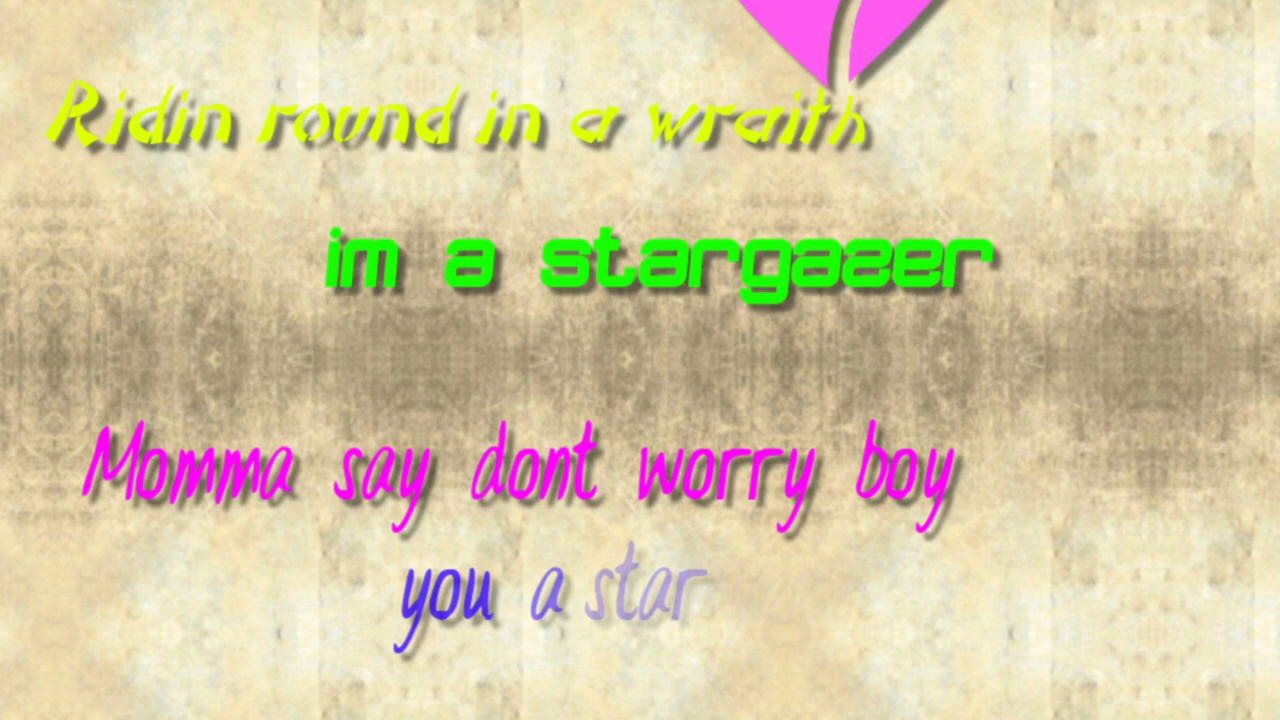 Ridin round in a wraith
im a stargazer
Momma say dont worry boy
you a star